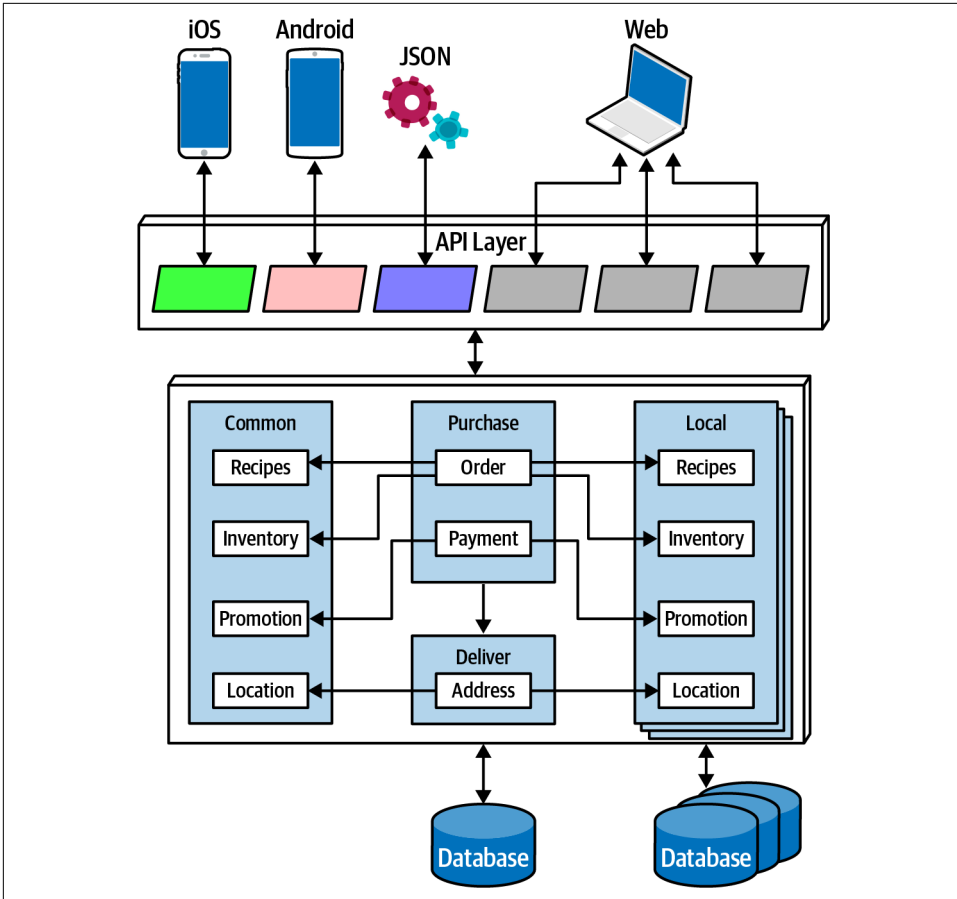 iOS
Android
JSON
Web
API Layer
Common
Recipes
Inventory
Promotion
Location
Purchase
Order
Payment
Deliver
Address
Local
Recipes
Inventory
Promotion
Location
Database
Database